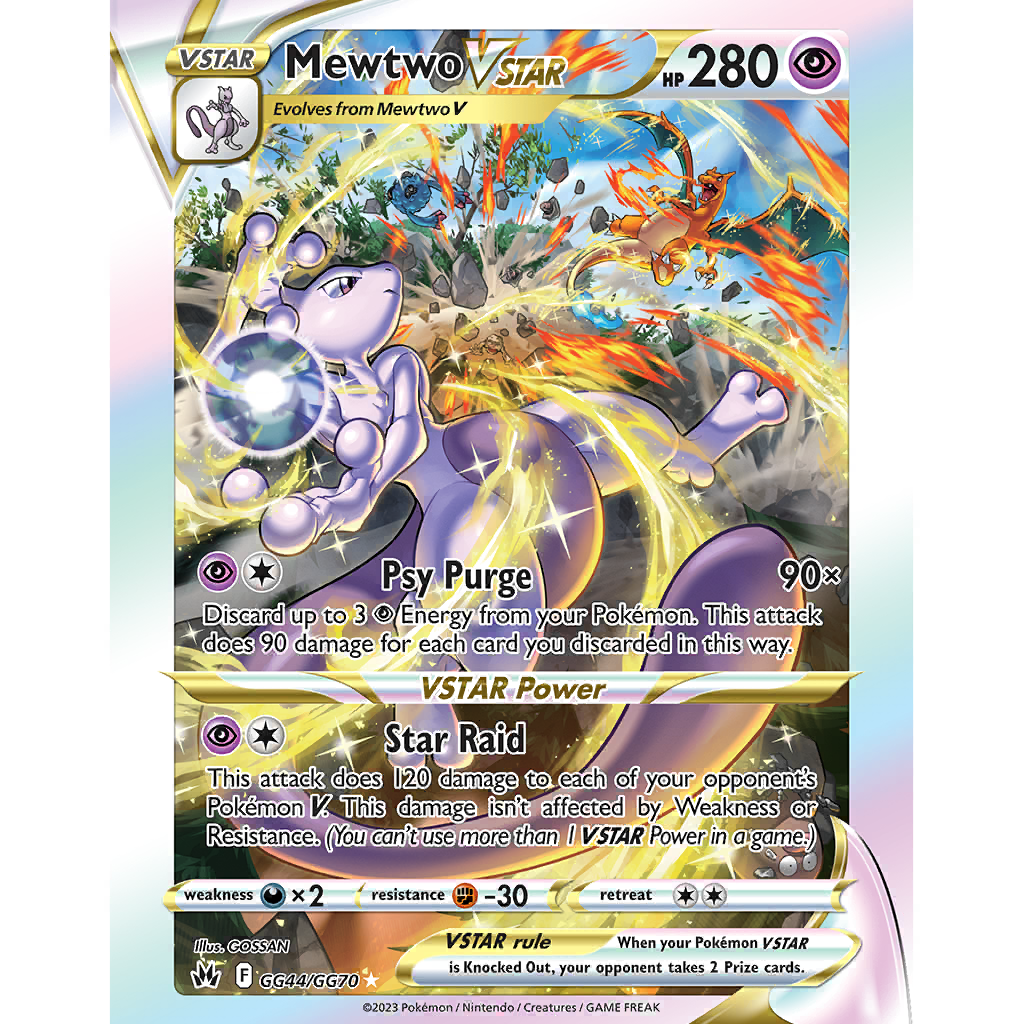 VSTAR
Mewtwo VSTAR
HP 280
Evolves from Mewtwo V
Psy Purge 90×
Discard up to 3 Energy from your Pokémon. This attack
does 90 damage for each card you discarded in this way.
VSTAR Power
Star Raid
This attack does 120 damage to each of your opponent's
Pokémon V. This damage isn't affected by Weakness or
Resistance. (You can't use more than 1 VSTAR Power in a game.)
weakness ×2 resistance -30 retreat
Illus. GOSSAN
VSTAR rule When your Pokémon VSTAR
is Knocked Out, your opponent takes 2 Prize cards.
F GG44/GG70
©2023 Pokémon / Nintendo / Creatures / GAME FREAK